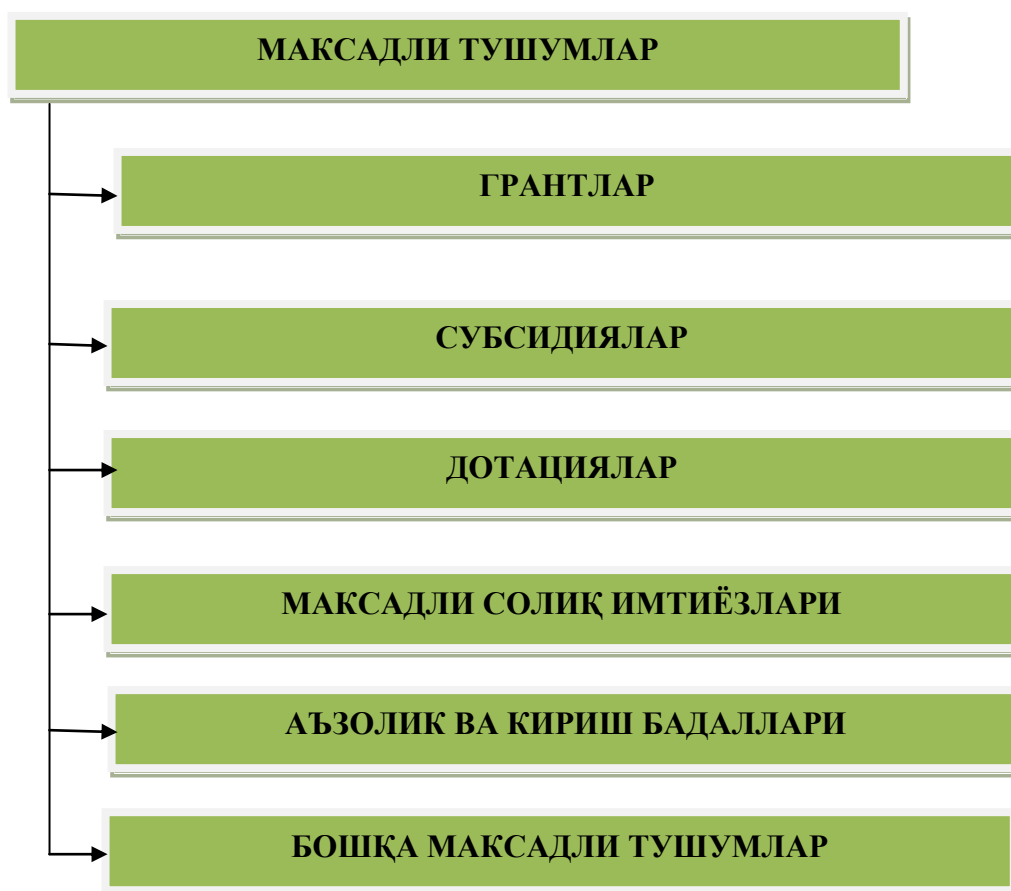 МАКСАДЛИ ТУШУМЛАР
ГРАНТЛАР
СУБСИДИЯЛАР
ДОТАЦИЯЛАР
МАКСАДЛИ СОЛИҚ ИМТИЁЗЛАРИ
АЪЗОЛИК ВА КИРИШ БАДАЛЛАРИ
БОШҚА МАКСАДЛИ ТУШУМЛАР